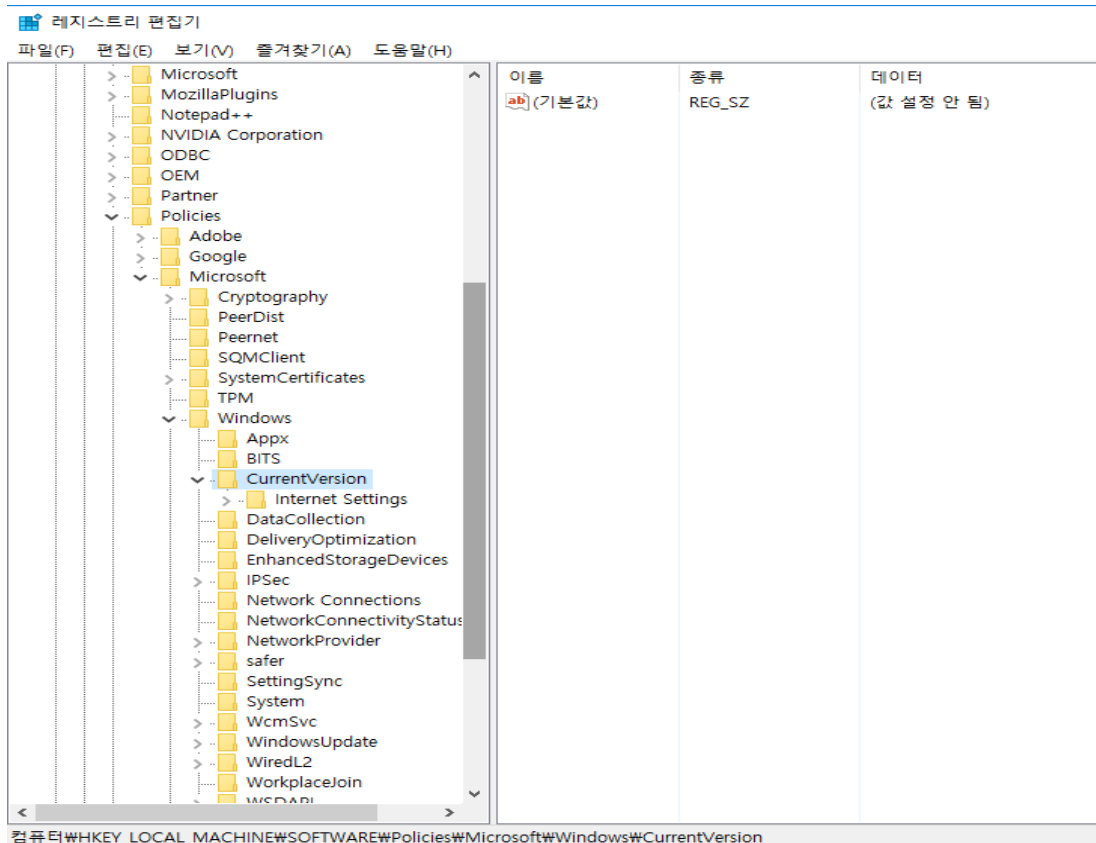 레지스트리 편집기
파일(F) 편집(E) 보기(V) 즐겨찾기(A) 도움말(H)
Microsoft
MozillaPlugins
Notepad++
NVIDIA Corporation
ODBC
OEM
Partner
Policies
Adobe
Google
Microsoft
Cryptography
PeerDist
Peernet
SQMClient
SystemCertificates
TPM
Windows
Appx
BITS
CurrentVersion
Internet Settings
DataCollection
DeliveryOptimization
EnhancedStorageDevices
IPSec
Network Connections
NetworkConnectivityStatus
NetworkProvider
safer
SettingSync
System
WcmSvc
WindowsUpdate
WiredL2
WorkplaceJoin
WSDAPI
이름 종류 데이터
ab (기본값) REG_SZ (값 설정 안 됨)
컴퓨터₩HKEY_LOCAL_MACHINE₩SOFTWARE₩Policies₩Microsoft₩Windows₩CurrentVersion